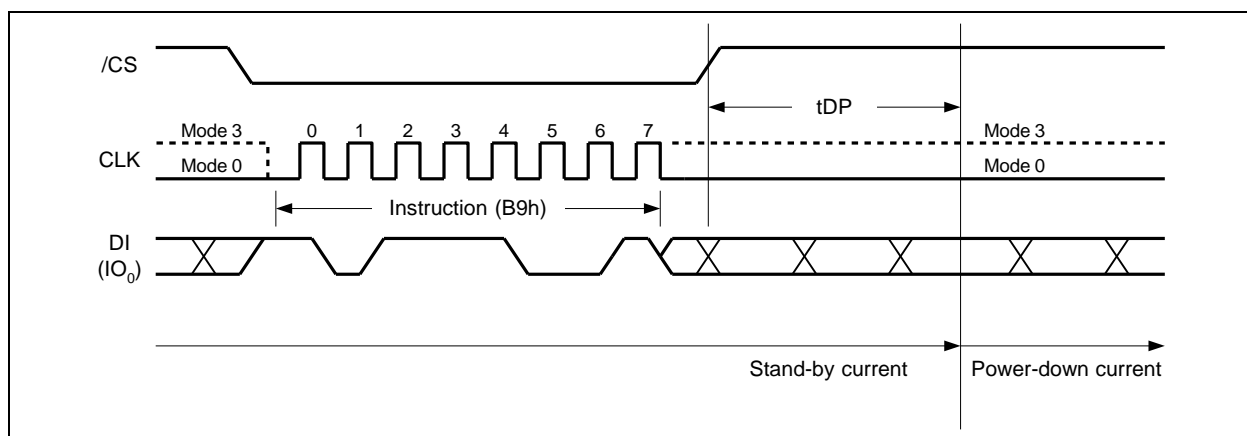 /CS
tDP
Mode 3 0 1 2 3 4 5 6 7 Mode 3
CLK
Mode 0 Mode 0
Instruction (B9h)
DI
(IO₀)
Stand-by current Power-down current